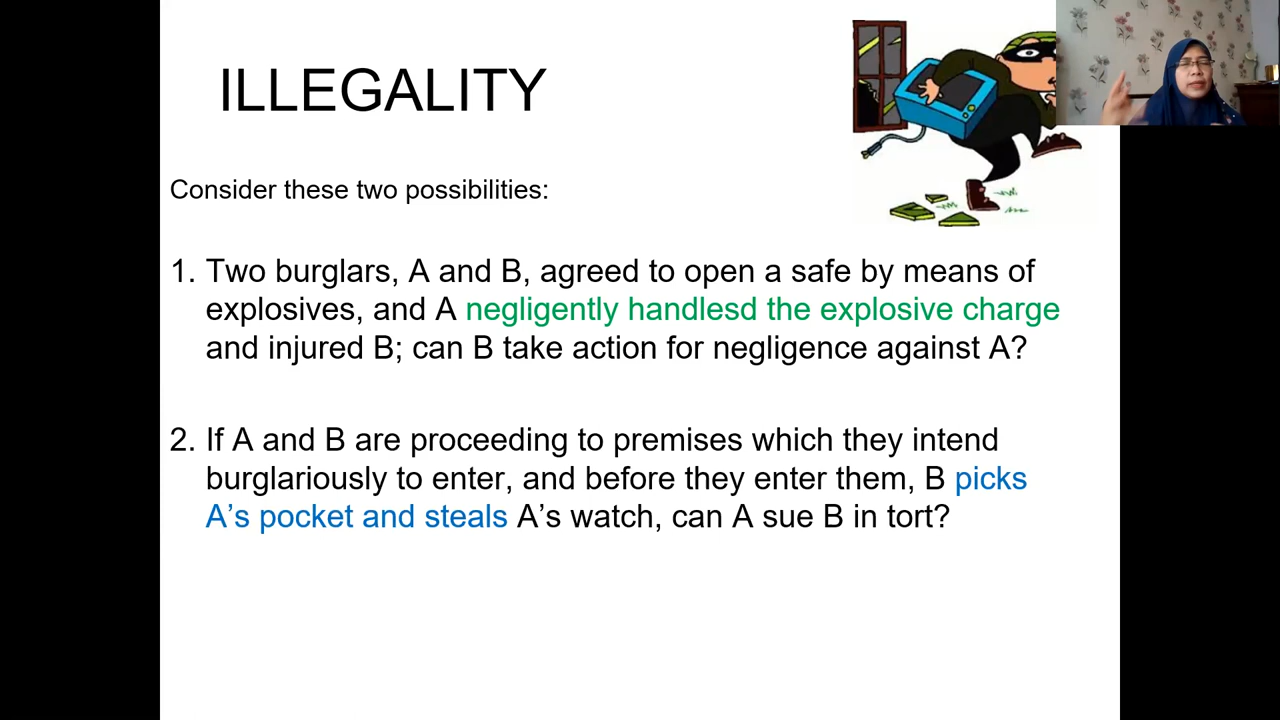 ILLEGALITY
Consider these two possibilities:
1. Two burglars, A and B, agreed to open a safe by means of
explosives, and A negligently handlesd the explosive charge
and injured B; can B take action for negligence against A?
2. If A and B are proceeding to premises which they intend
burglariously to enter, and before they enter them, B picks
A’s pocket and steals A’s watch, can A sue B in tort?